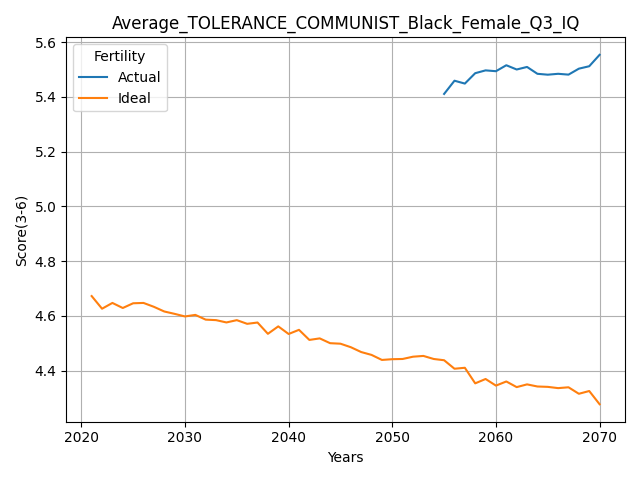 Average_TOLERANCE_COMMUNIST_Black_Female_Q3_IQ
Fertility
Actual
Ideal
Score(3-6)
5.6
5.4
5.2
5.0
4.8
4.6
4.4
2020 2030 2040 2050 2060 2070
Years